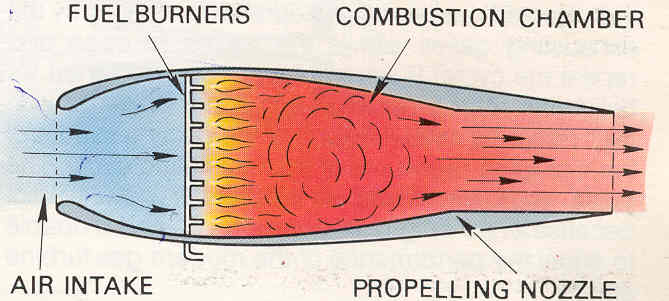 FUEL BURNERS
COMBUSTION CHAMBER
AIR INTAKE
PROPELLING NOZZLE